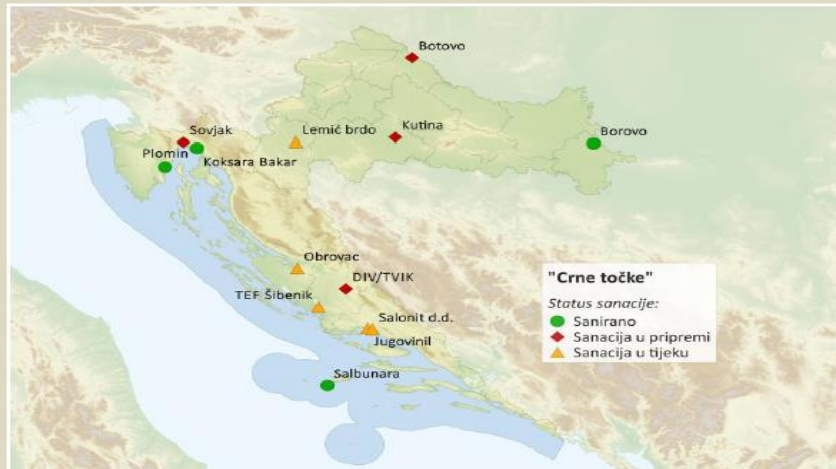 Botovo
Sovjak
Lemić brdo
Kutina
Borovo
Plomin
Koksara Bakar
Obrovac
DIV/TVIK
TEF Šibenik
Salonit d.d.
Jugovinil
Salbunara
"Crne točke"
Status sanacije:
Sanirano
Sanacija u pripremi
Sanacija u tijeku